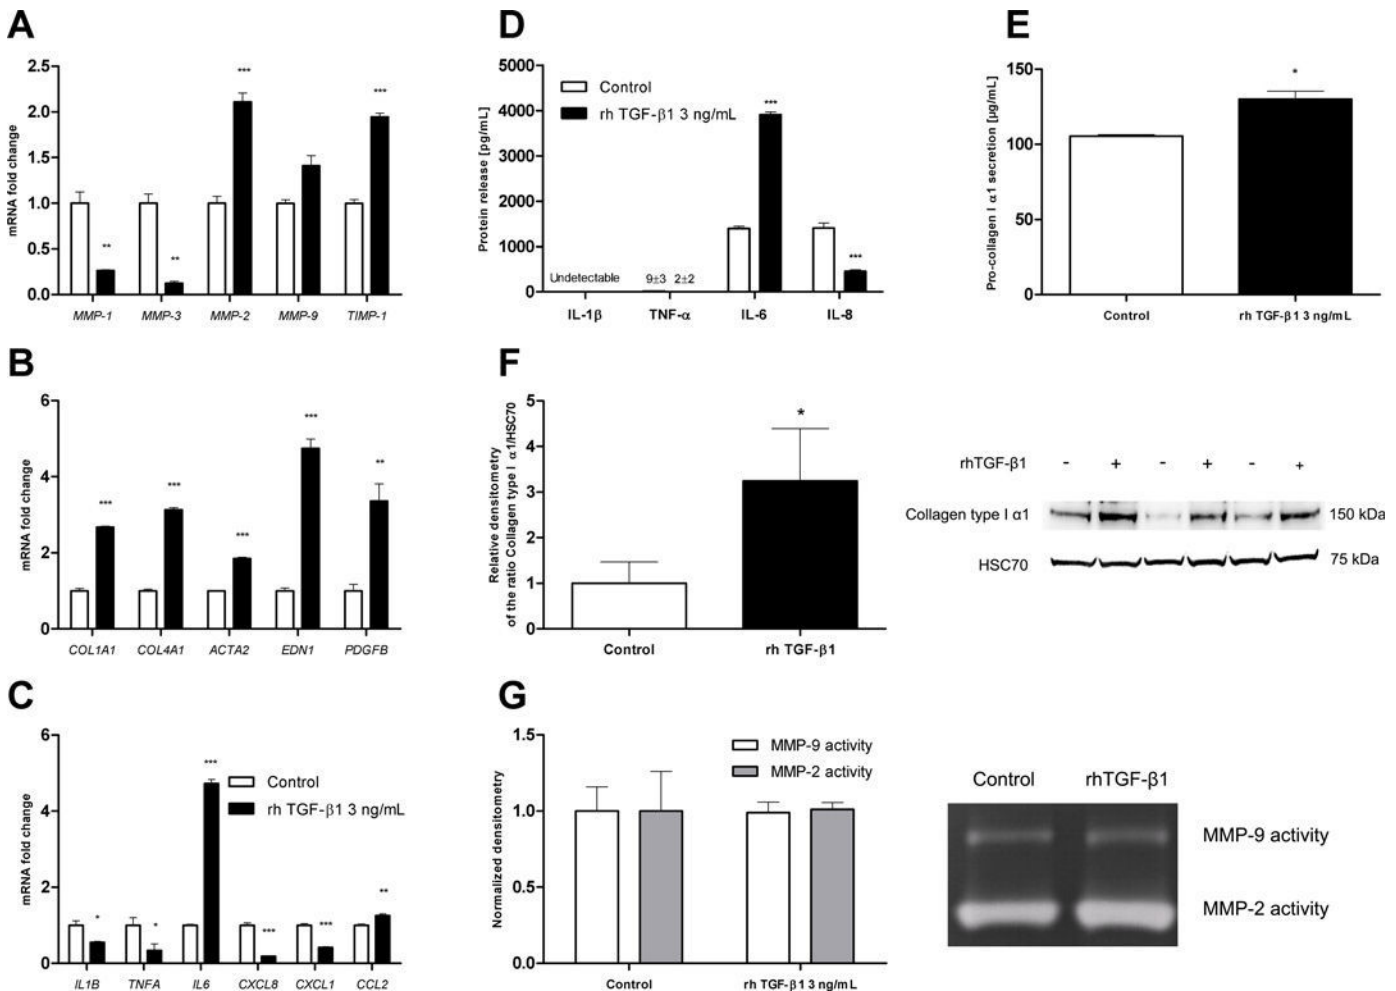 A
mRNA fold change
2.5
2.0
1.5
1.0
0.5
0.0
**
**
***
***
MMP-1 MMP-3 MMP-2 MMP-9 TIMP-1
D
Protein release [pg/mL]
5000
4000
3000
2000
1000
0
Control
rh TGF-β1 3 ng/mL
***
***
Undetectable 9±3 2±2
IL-1β TNF-α IL-6 IL-8
E
Pro-collagen I α1 secretion [µg/mL]
150
100
50
0
*
Control rh TGF-β1 3 ng/mL
B
mRNA fold change
6
4
2
0
***
***
***
***
**
COL1A1 COL4A1 ACTA2 EDN1 PDGFB
F
Relative densitometry
of the ratio Collagen type I α1/HSC70
5
4
3
2
1
0
*
Control rh TGF-β1
rhTGF-β1 - + - + - +
Collagen type I α1 150 kDa
HSC70 75 kDa
C
mRNA fold change
6
4
2
0
Control
rh TGF-β1 3 ng/mL
*
*
***
***
***
**
IL1B TNFA IL6 CXCL8 CXCL1 CCL2
G
Normalized densitometry
1.5
1.0
0.5
0.0
MMP-9 activity
MMP-2 activity
Control rh TGF-β1 3 ng/mL
Control rhTGF-β1
MMP-9 activity
MMP-2 activity